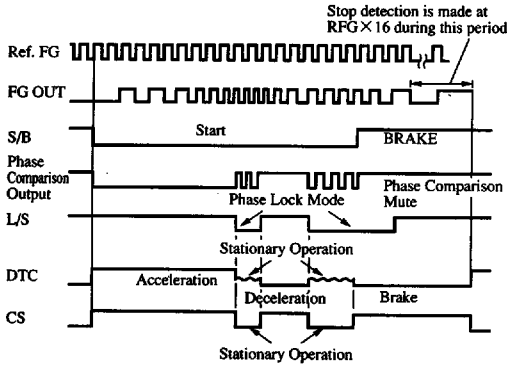 Stop detection is made at
RFG×16 during this period
Ref. FG
FG OUT
S/B
Start
BRAKE
Phase
Comparison
Output
Phase Comparison
Mute
Phase Lock Mode
L/S
Stationary Operation
DTC
Acceleration
Deceleration
Brake
CS
Stationary Operation